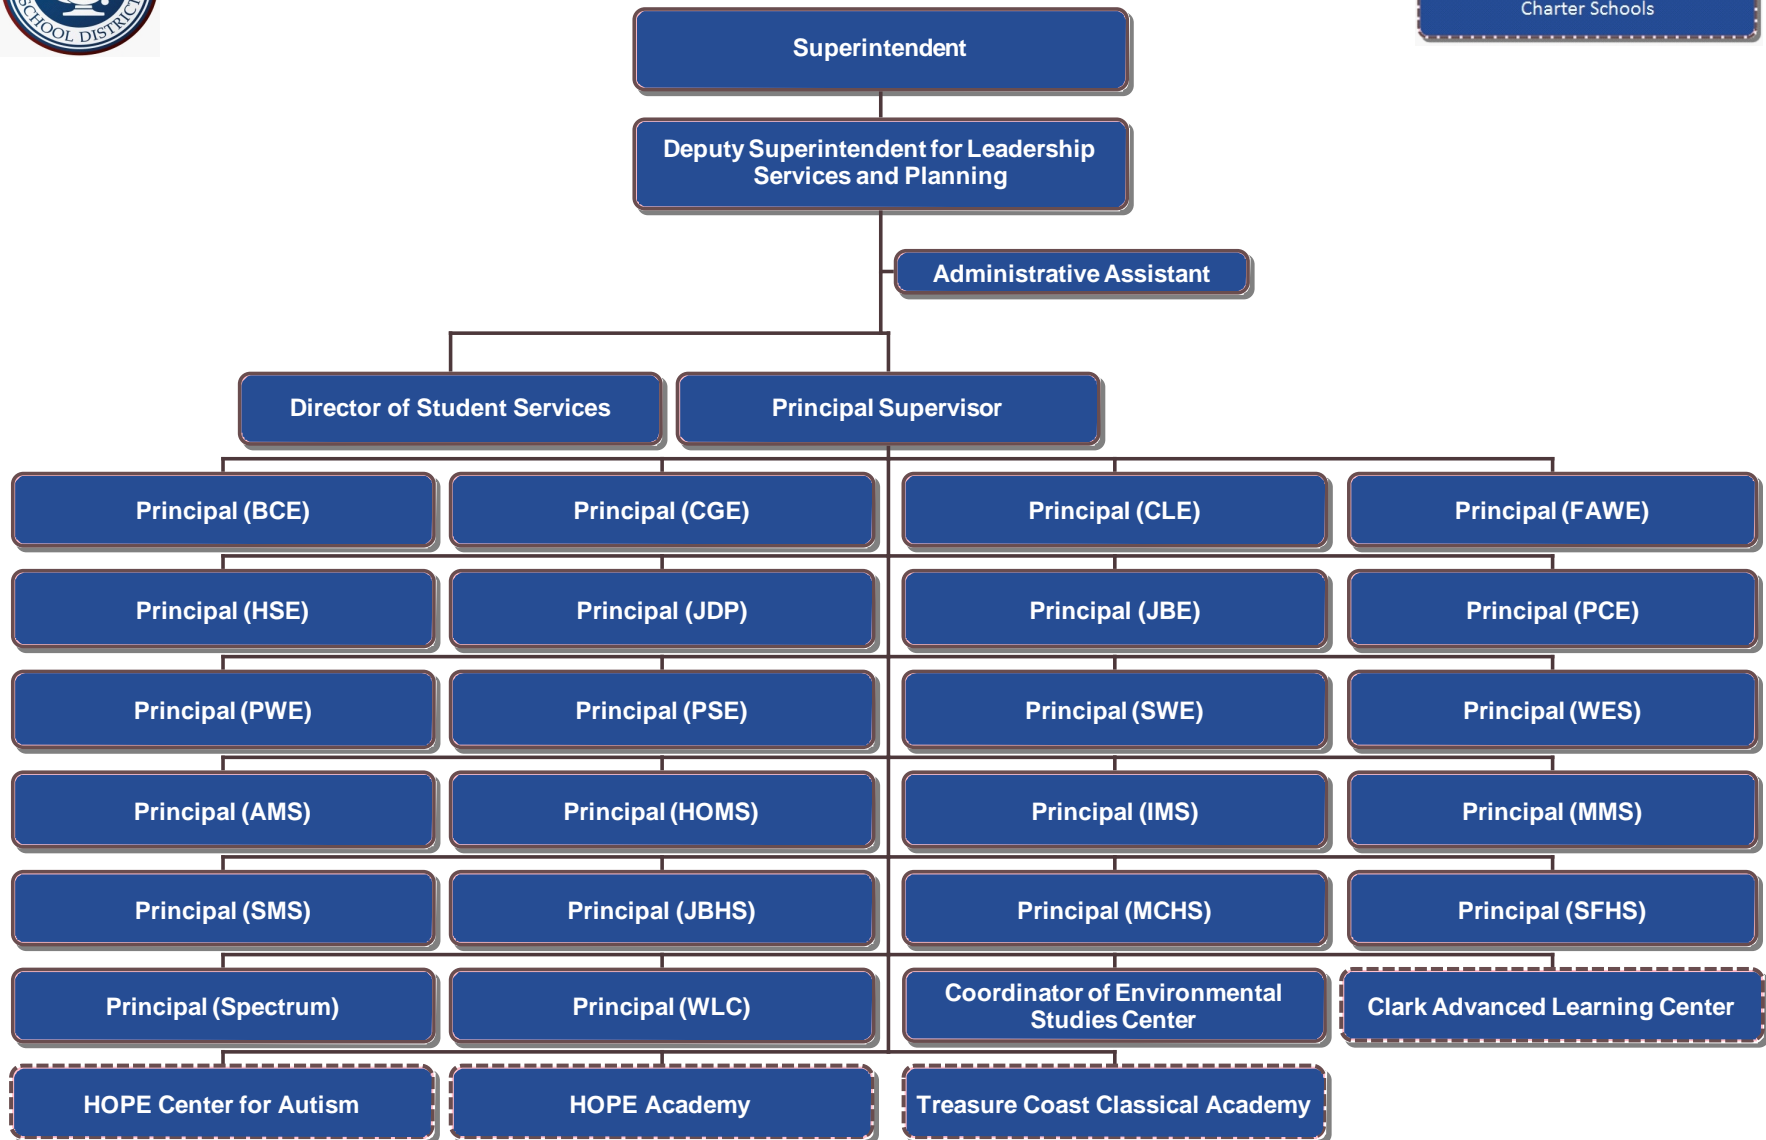 SCHOOL DISTRICT
Charter Schools
Superintendent
Deputy Superintendent for Leadership
Services and Planning
Administrative Assistant
Director of Student Services
Principal Supervisor
Principal (BCE)
Principal (CGE)
Principal (CLE)
Principal (FAWE)
Principal (HSE)
Principal (JDP)
Principal (JBE)
Principal (PCE)
Principal (PWE)
Principal (PSE)
Principal (SWE)
Principal (WES)
Principal (AMS)
Principal (HOMS)
Principal (IMS)
Principal (MMS)
Principal (SMS)
Principal (JBHS)
Principal (MCHS)
Principal (SFHS)
Principal (Spectrum)
Principal (WLC)
Coordinator of Environmental
Studies Center
Clark Advanced Learning Center
HOPE Center for Autism
HOPE Academy
Treasure Coast Classical Academy